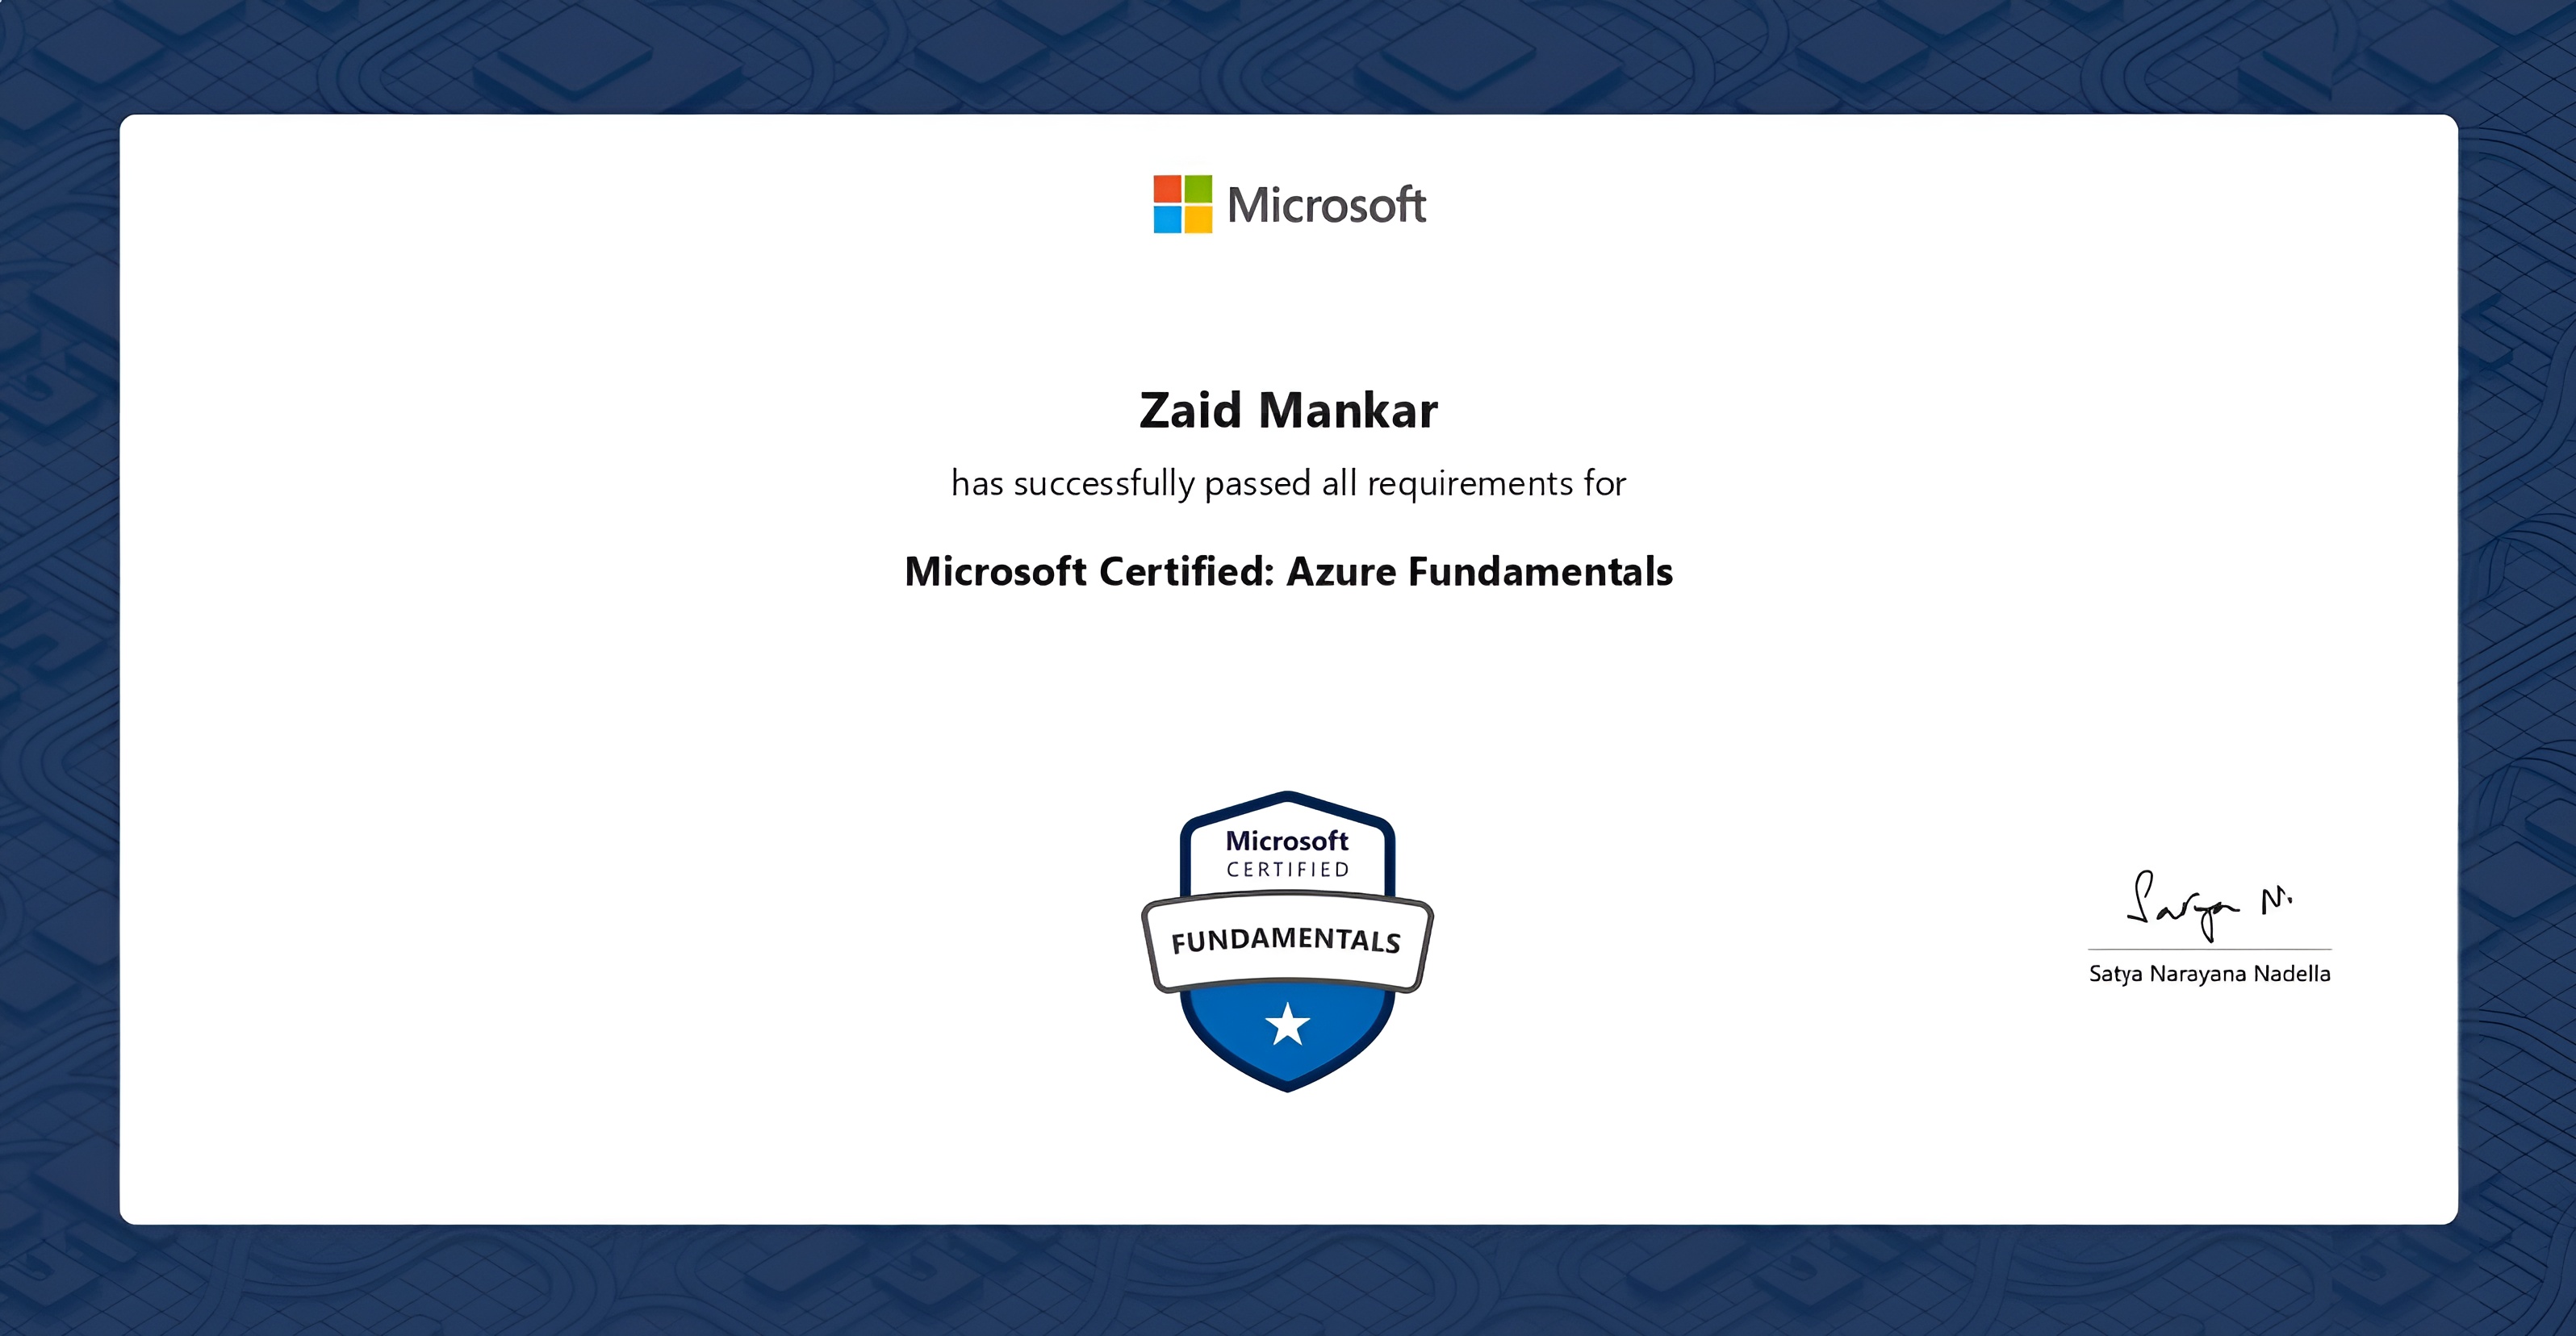 Microsoft
Zaid Mankar
has successfully passed all requirements for
Microsoft Certified: Azure Fundamentals
Microsoft
CERTIFIED
FUNDAMENTALS
Satya N.
Satya Narayana Nadella